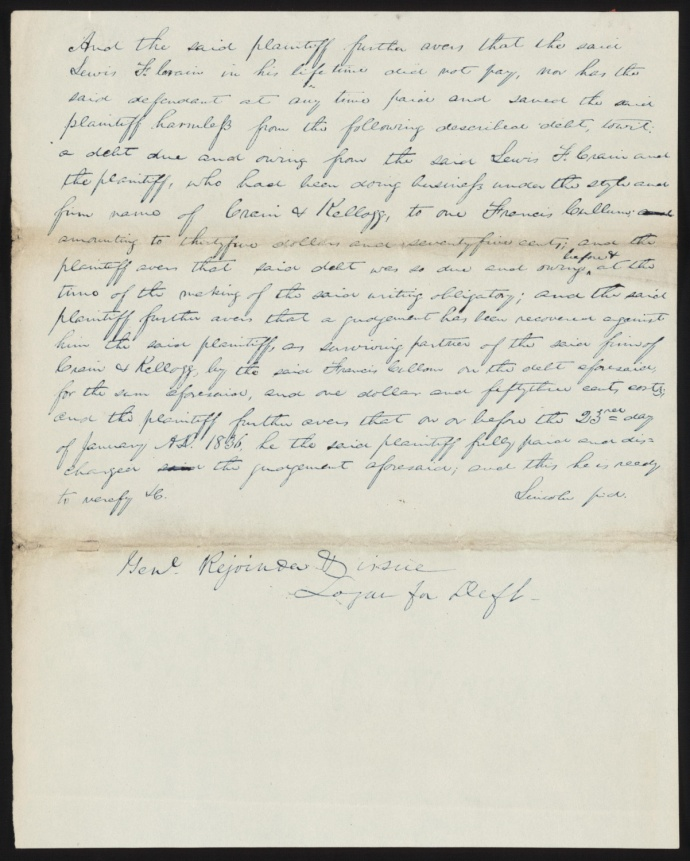 And the said plaintiff further avers that the said
Lewis F. Crain in his lifetime did not pay, nor has the
said defendant at any time paid and saved the said
plaintiff harmless from the following described debt, towit:
a debt due and owing from the said Lewis F. Crain and
the plaintiff, who had been doing business under the style and
firm name of Crain & Kellogg, to one Francis Cullum and
amounting to thirtyfive dollars and seventyfive cents; and the
plaintiff avers that said debt was so due and owing before & at the
time of the making of the said writing obligatory; and the said
plaintiff further avers that a judgement has been recovered against
him the said plaintiff, as surviving partner of the said firm of
Crain & Kellogg, by the said Francis Cullom on the debt aforesaid,
for the sum aforesaid, and one dollar and fiftythree cents costs,
and the plaintiff further avers that on or before the 23rd day
of January A.D. 1836, he the said plaintiff fully paid and dis-
charged said the judgement aforesaid; and this he is ready
to verefy &c. Lincoln p.q.
Genl. Rejoinder & issue
Logan for Deft-